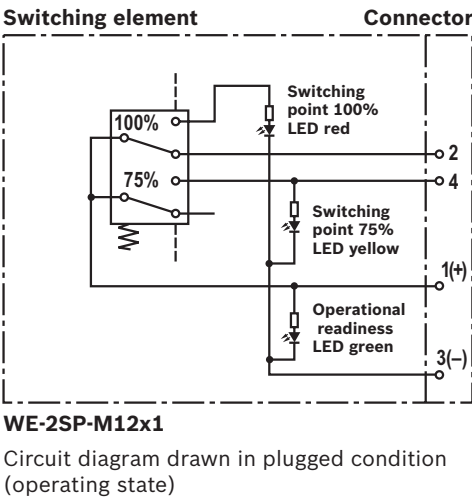 Switching element
Connector
Switching
point 100%
LED red
100%
2
75%
4
Switching
point 75%
LED yellow
1(+)
Operational
readiness
LED green
3(–)
WE-2SP-M12x1
Circuit diagram drawn in plugged condition
(operating state)